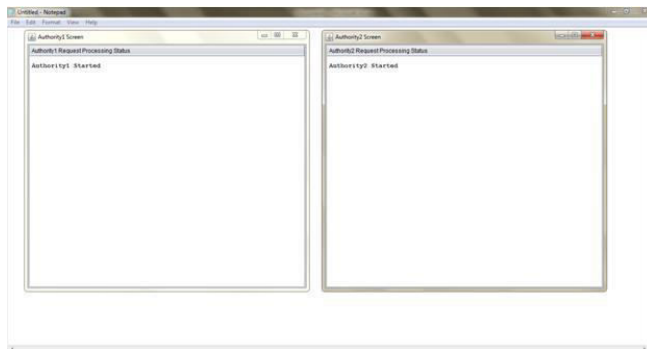 Untitled - Notepad
File Edit Format View Help
Authority1 Screen
Authority1 Request Processing Status
Authority1 Started
Authority2 Screen
Authority2 Request Processing Status
Authority2 Started